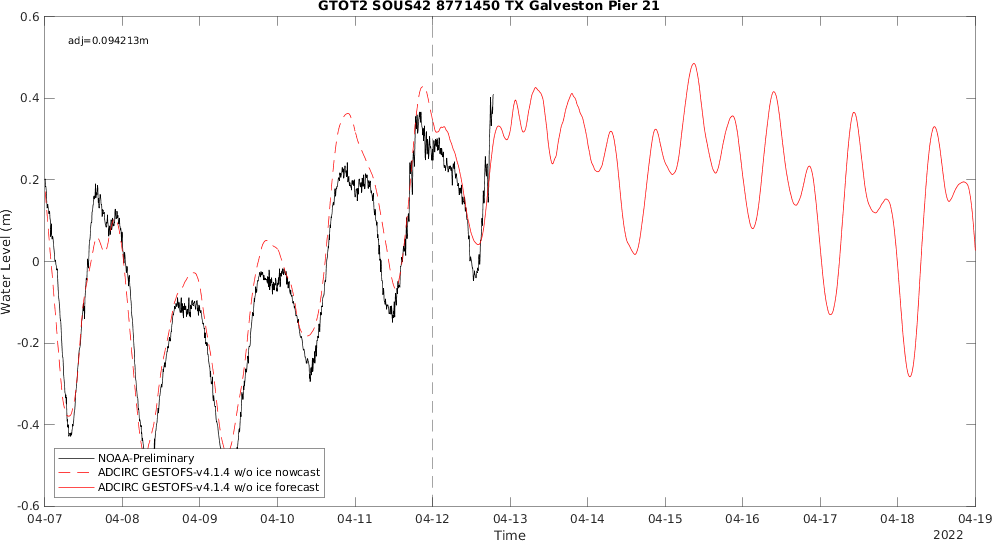 GTOT2 SOUS42 8771450 TX Galveston Pier 21
adj=0.094213m
0.6
0.4
0.2
0
-0.2
-0.4
-0.6
Water Level (m)
NOAA-Preliminary
ADCIRC GESTOFS-v4.1.4 w/o ice nowcast
ADCIRC GESTOFS-v4.1.4 w/o ice forecast
04-07 04-08 04-09 04-10 04-11 04-12 04-13 04-14 04-15 04-16 04-17 04-18 04-19
Time
2022